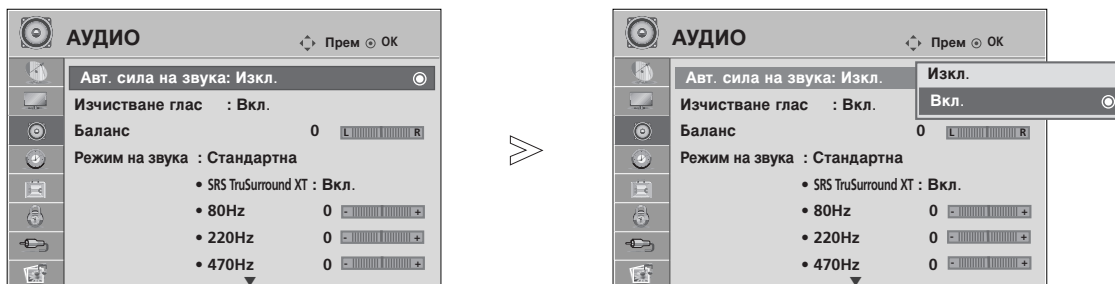 АУДИО
Прем OK
Авт. сила на звука: Изкл.
Изчистване глас : Вкл.
Баланс 0 L R
Режим на звука : Стандартна
• SRS TruSurround XT : Вкл.
• 80Hz 0 - +
• 220Hz 0 - +
• 470Hz 0 - +
АУДИО
Прем OK
Авт. сила на звука: Изкл.
Изкл.
Вкл.
Изчистване глас : Вкл.
Баланс 0 L R
Режим на звука : Стандартна
• SRS TruSurround XT : Вкл.
• 80Hz 0 - +
• 220Hz 0 - +
• 470Hz 0 - +